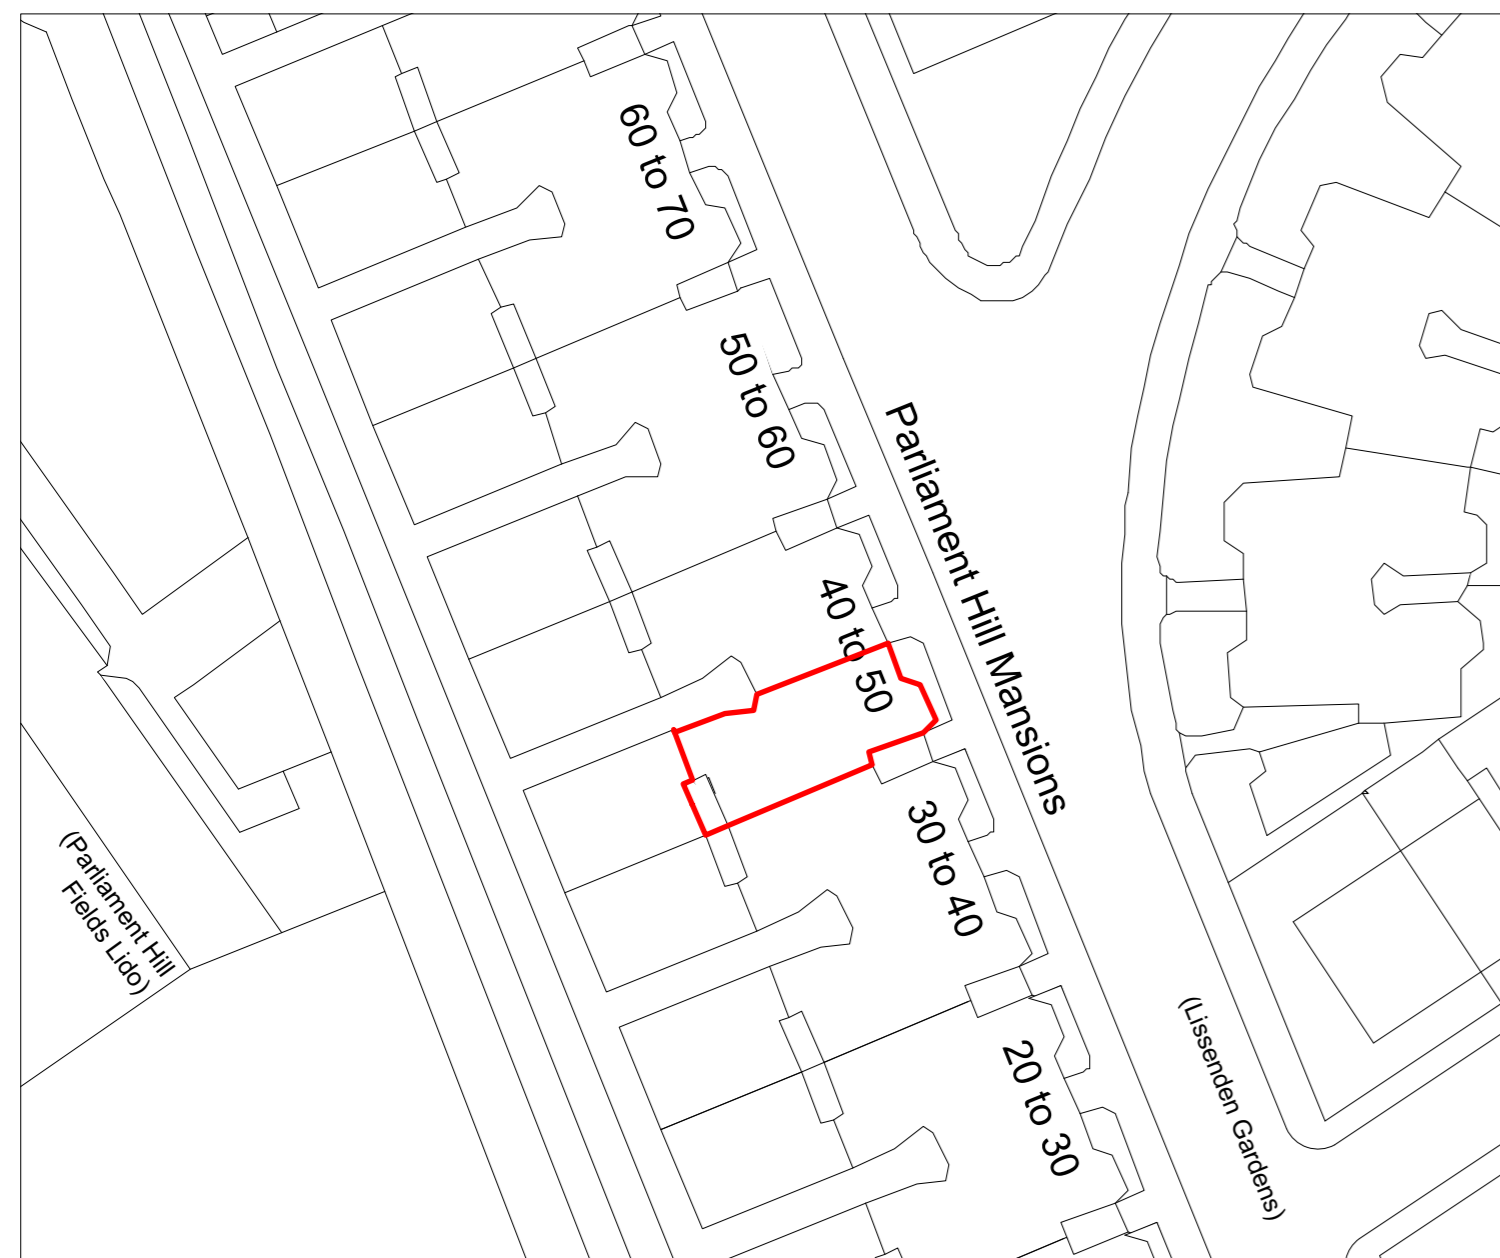 60 to 70
50 to 60
Parliament Hill Mansions
40 to 50
30 to 40
(Parliament Hill
Fields Lido)
20 to 30
(Lissenden Gardens)